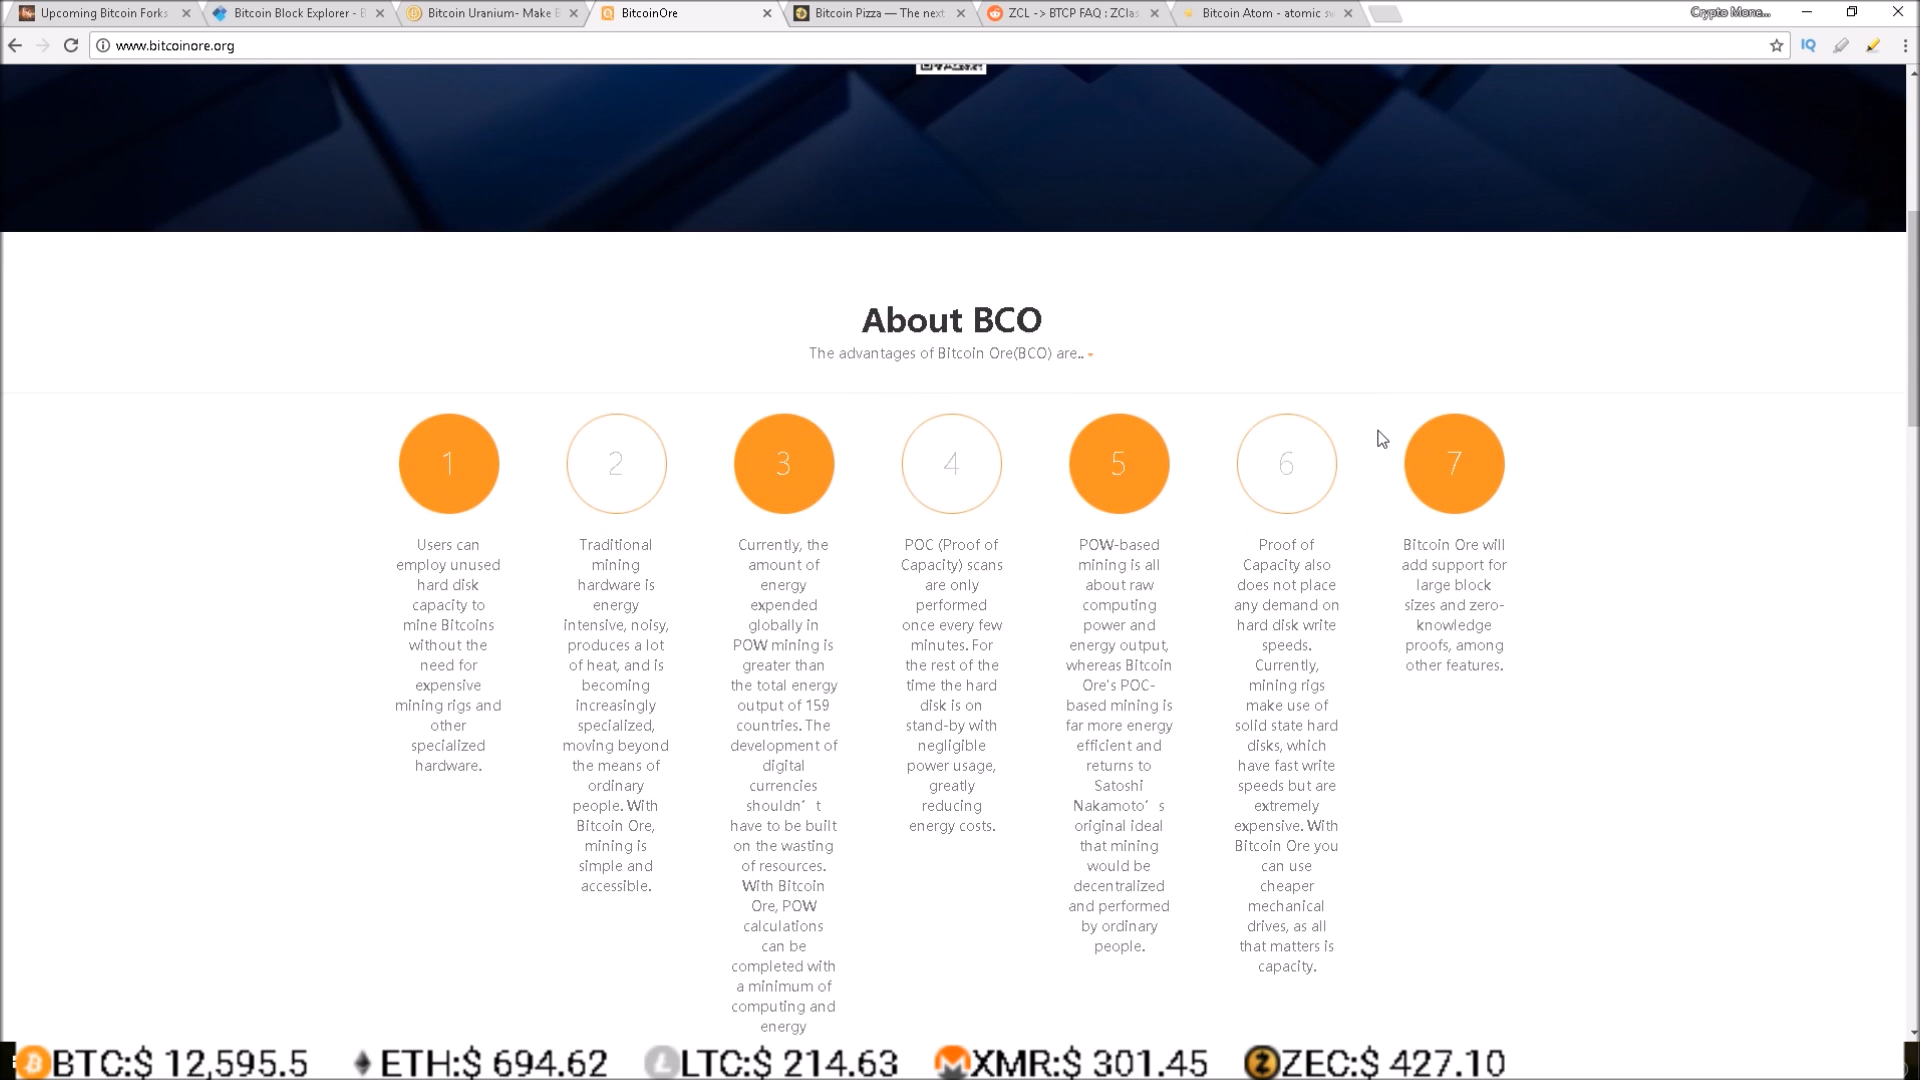 Upcoming Bitcoin Forks
Bitcoin Block Explorer - B
Bitcoin Uranium- Make B
BitcoinOre
Bitcoin Pizza — The next
ZCL -> BTCP FAQ : ZClas
Bitcoin Atom - atomic sw
Crypto Mone...
www.bitcoinore.org
IQ
About BCO
The advantages of Bitcoin Ore(BCO) are..
1
Users can
employ unused
hard disk
capacity to
mine Bitcoins
without the
need for
expensive
mining rigs and
other
specialized
hardware.
2
Traditional
mining
hardware is
energy
intensive, noisy,
produces a lot
of heat, and is
becoming
increasingly
specialized,
moving beyond
the means of
ordinary
people. With
Bitcoin Ore,
mining is
simple and
accessible.
3
Currently, the
amount of
energy
expended
globally in
POW mining is
greater than
the total energy
output of 159
countries. The
development of
digital
currencies
shouldn’t
have to be built
on the wasting
of resources.
With Bitcoin
Ore, POW
calculations
can be
completed with
a minimum of
computing and
energy
4
POC (Proof of
Capacity) scans
are only
performed
once every few
minutes. For
the rest of the
time the hard
disk is on
stand-by with
negligible
power usage,
greatly
reducing
energy costs.
5
POW-based
mining is all
about raw
computing
power and
energy output,
whereas Bitcoin
Ore's POC-
based mining is
far more energy
efficient and
returns to
Satoshi
Nakamoto’s
original ideal
that mining
would be
decentralized
and performed
by ordinary
people.
6
Proof of
Capacity also
does not place
any demand on
hard disk write
speeds.
Currently,
mining rigs
make use of
solid state hard
disks, which
have fast write
speeds but are
extremely
expensive. With
Bitcoin Ore you
can use
cheaper
mechanical
drives, as all
that matters is
capacity.
7
Bitcoin Ore will
add support for
large block
sizes and zero-
knowledge
proofs, among
other features.
BTC:$ 12,595.5 ETH:$ 694.62 LTC:$ 214.63 XMR:$ 301.45 ZEC:$ 427.10